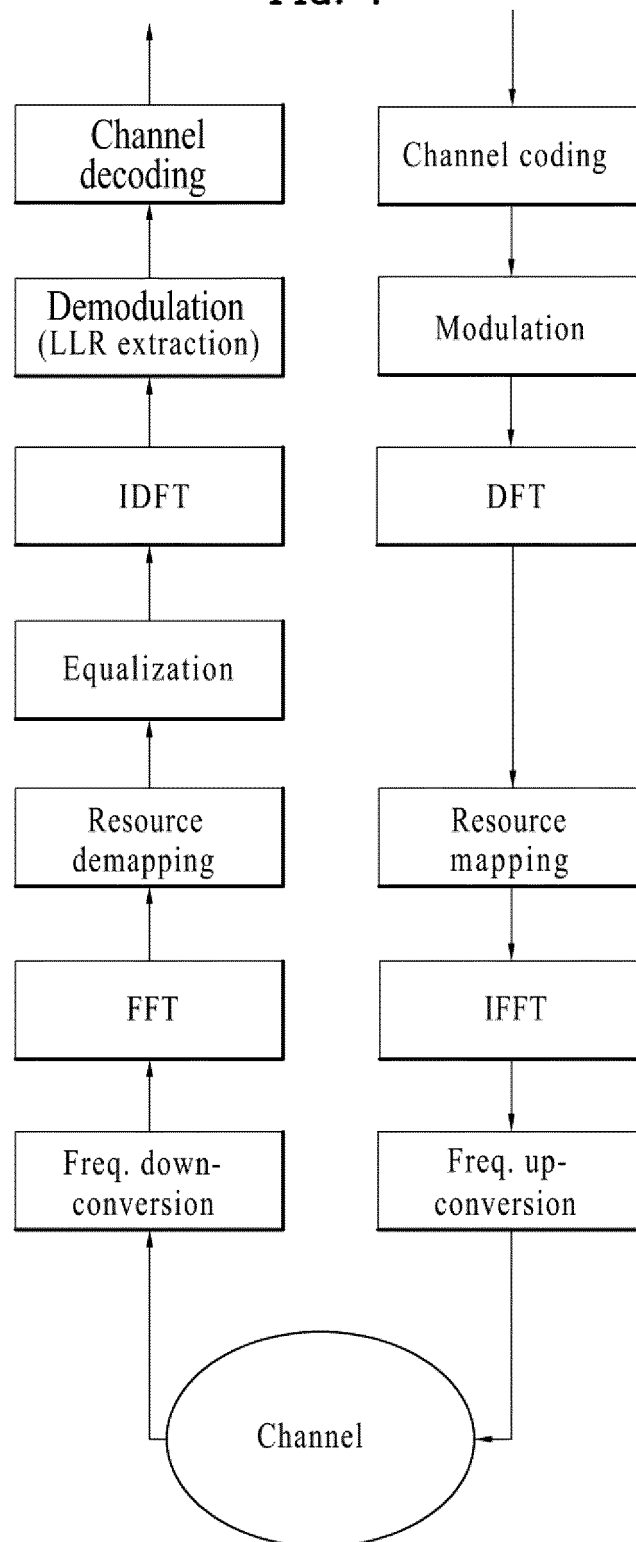 Channel
decoding
Channel coding
Demodulation
(LLR extraction)
Modulation
IDFT
DFT
Equalization
Resource
demapping
Resource
mapping
FFT
IFFT
Freq. down-
conversion
Freq. up-
conversion
Channel